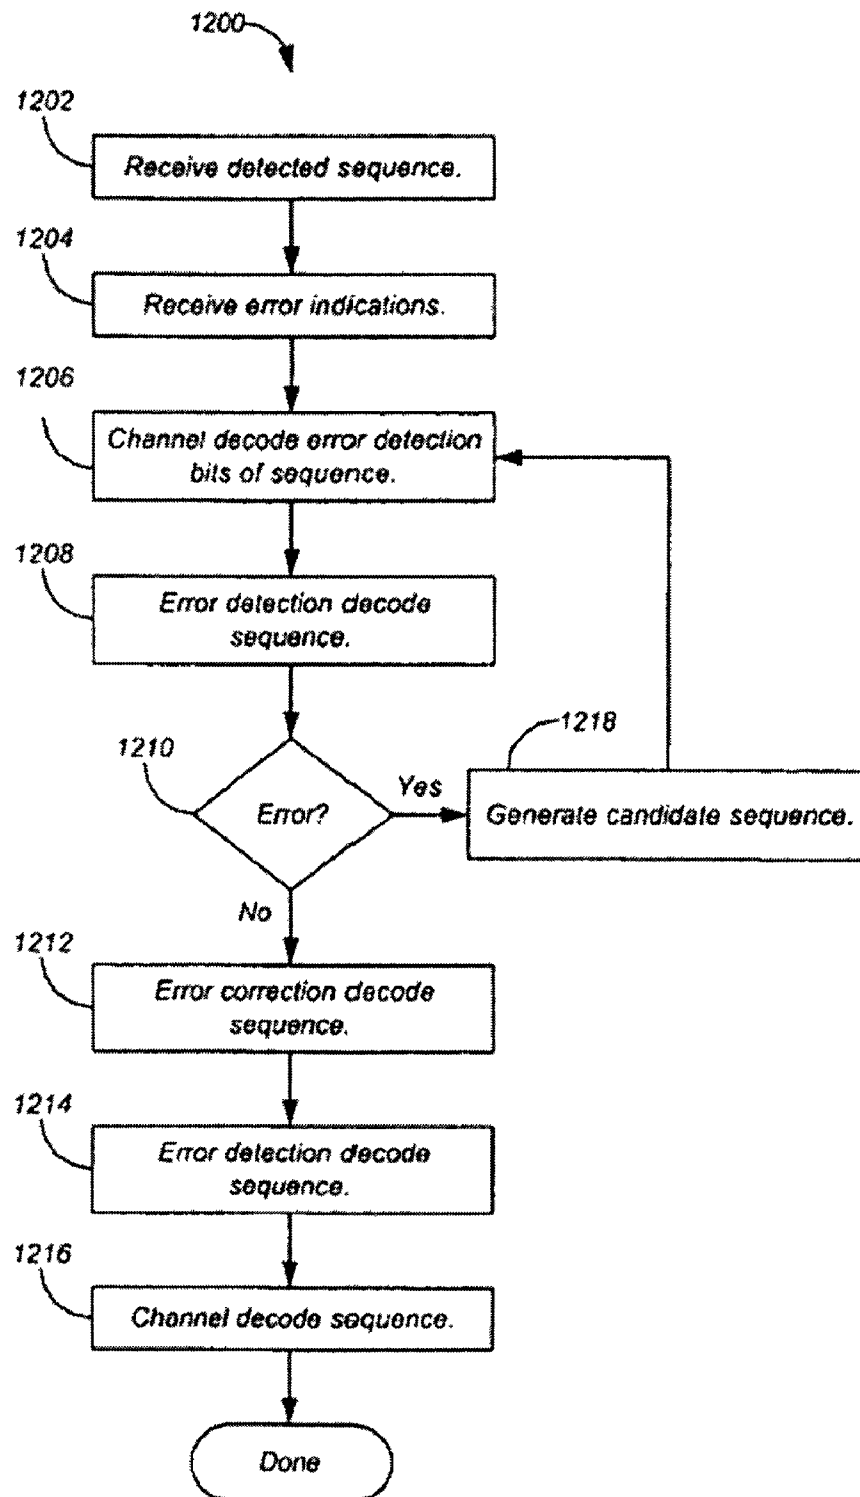 1200
1202
Receive detected sequence.
1204
Receive error indications.
1206
Channel decode error detection
bits of sequence.
1208
Error detection decode
sequence.
1210
Error?
Yes
1218
Generate candidate sequence.
No
1212
Error correction decode
sequence.
1214
Error detection decode
sequence.
1216
Channel decode sequence.
Done